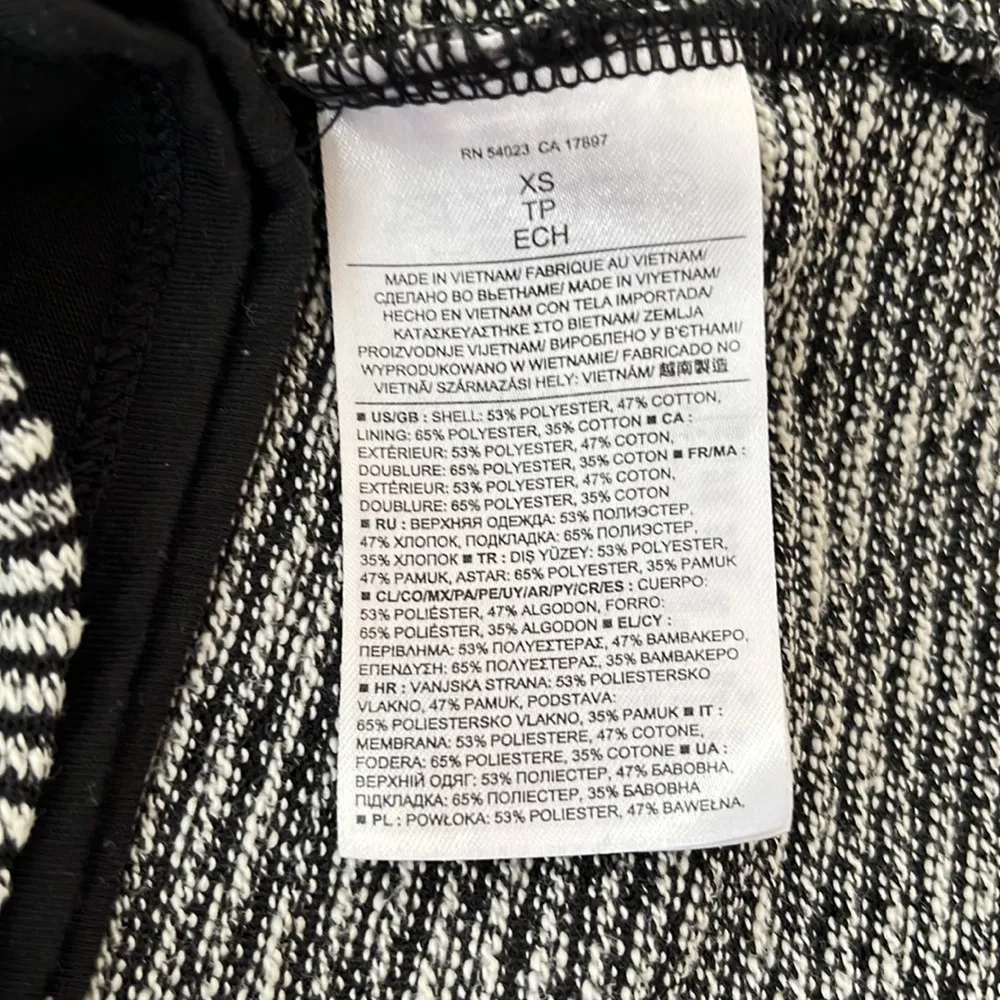 RN 54023 CA 17897
XS
TP
ECH
MADE IN VIETNAM/ FABRIQUE AU VIETNAM/
СДЕЛАНО ВО ВЬЕТНАМЕ/ MADE IN VIYETNAM/
HECHO EN VIETNAM CON TELA IMPORTADA/
ΚΑΤΑΣΚΕΥΑΣΤΗΚΕ ΣΤΟ ΒΙΕΤΝΑΜ/ ZEMLJA
PROIZVODNJE VIJETNAM/ ВИРОБЛЕНО У В'ЄТНАМІ/
WYPRODUKOWANO W WIETNAMIE/ FABRICADO NO
VIETNÃ/ SZÁRMAZÁSI HELY: VIETNÁM/ 越南製造
■ US/GB : SHELL: 53% POLYESTER, 47% COTTON,
LINING: 65% POLYESTER, 35% COTTON ■ CA :
EXTÉRIEUR: 53% POLYESTER, 47% COTON,
DOUBLURE: 65% POLYESTER, 35% COTON ■ FR/MA :
EXTÉRIEUR: 53% POLYESTER, 47% COTON,
DOUBLURE: 65% POLYESTER, 35% COTON
■ RU : ВЕРХНЯЯ ОДЕЖДА: 53% ПОЛИЭСТЕР,
47% ХЛОПОК, ПОДКЛАДКА: 65% ПОЛИЭСТЕР,
35% ХЛОПОК ■ TR : DIŞ YÜZEY: 53% POLYESTER,
47% PAMUK, ASTAR: 65% POLYESTER, 35% PAMUK
■ CL/CO/MX/PA/PE/UY/AR/PY/CR/ES : CUERPO:
53% POLIÉSTER, 47% ALGODON, FORRO:
65% POLIÉSTER, 35% ALGODON ■ EL/CY :
ΠΕΡΙΒΛΗΜΑ: 53% ΠΟΛΥΕΣΤΕΡΑΣ, 47% ΒΑΜΒΑΚΕΡΟ,
ΕΠΕΝΔΥΣΗ: 65% ΠΟΛΥΕΣΤΕΡΑΣ, 35% ΒΑΜΒΑΚΕΡΟ
■ HR : VANJSKA STRANA: 53% POLIESTERSKO
VLAKNO, 47% PAMUK, PODSTAVA:
65% POLIESTERSKO VLAKNO, 35% PAMUK ■ IT :
MEMBRANA: 53% POLIESTERE, 47% COTONE,
FODERA: 65% POLIESTERE, 35% COTONE ■ UA :
ВЕРХНІЙ ОДЯГ: 53% ПОЛІЕСТЕР, 47% БАВОВНА,
ПІДКЛАДКА: 65% ПОЛІЕСТЕР, 35% БАВОВНА
■ PL : POWŁOKA: 53% POLIESTER, 47% BAWEŁNA,